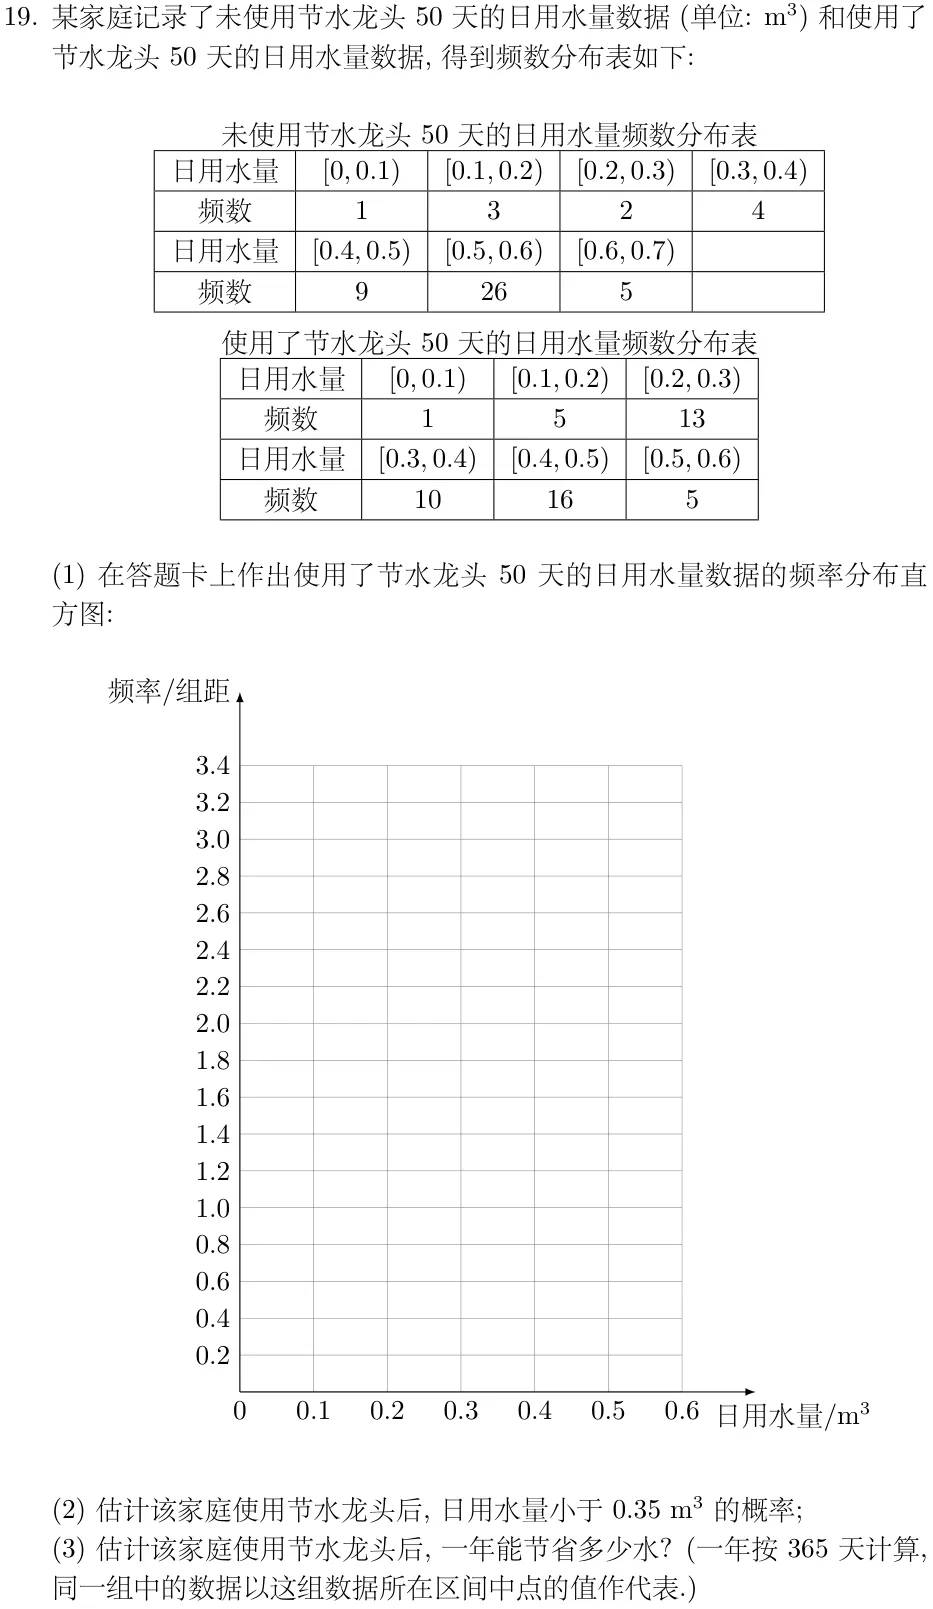 19. 某家庭记录了未使用节水龙头 50 天的日用水量数据 (单位: m³) 和使用了
节水龙头 50 天的日用水量数据, 得到频数分布表如下:
未使用节水龙头 50 天的日用水量频数分布表
日用水量 [0, 0.1) [0.1, 0.2) [0.2, 0.3) [0.3, 0.4)
频数 1 3 2 4
日用水量 [0.4, 0.5) [0.5, 0.6) [0.6, 0.7)
频数 9 26 5
使用了节水龙头 50 天的日用水量频数分布表
日用水量 [0, 0.1) [0.1, 0.2) [0.2, 0.3)
频数 1 5 13
日用水量 [0.3, 0.4) [0.4, 0.5) [0.5, 0.6)
频数 10 16 5
(1) 在答题卡上作出使用了节水龙头 50 天的日用水量数据的频率分布直
方图:
频率/组距
3.4
3.2
3.0
2.8
2.6
2.4
2.2
2.0
1.8
1.6
1.4
1.2
1.0
0.8
0.6
0.4
0.2
0 0.1 0.2 0.3 0.4 0.5 0.6 日用水量/m³
(2) 估计该家庭使用节水龙头后, 日用水量小于 0.35 m³ 的概率;
(3) 估计该家庭使用节水龙头后, 一年能节省多少水? (一年按 365 天计算,
同一组中的数据以这组数据所在区间中点的值作代表.)